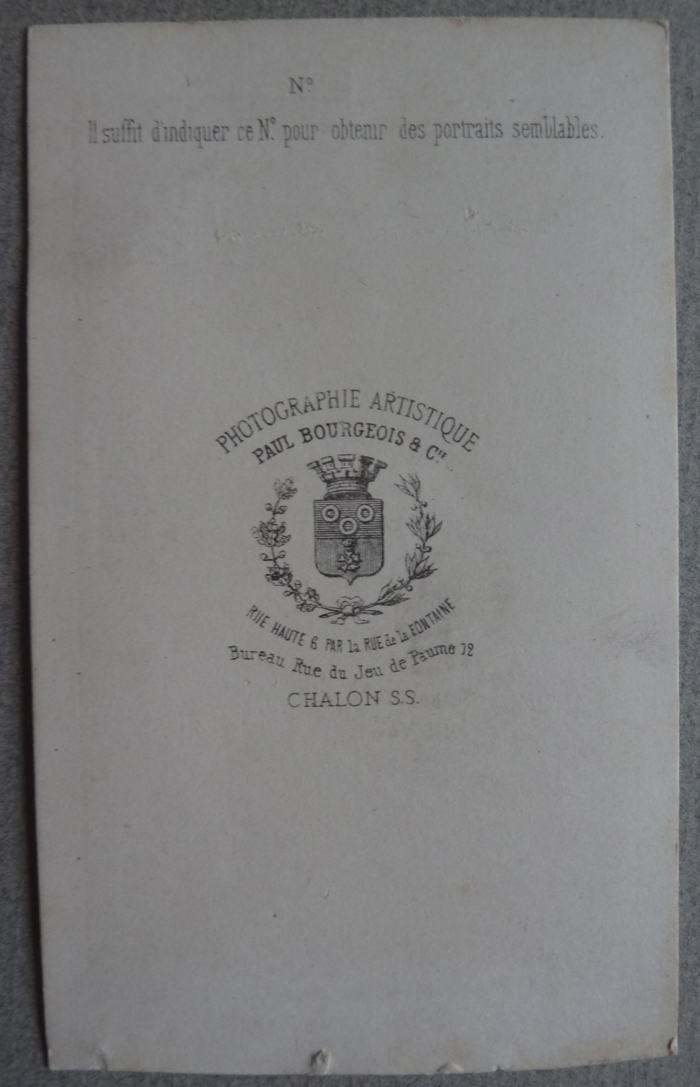 N°
Il suffit d'indiquer ce N° pour obtenir des portraits semblables.
PHOTOGRAPHIE ARTISTIQUE
PAUL BOURGEOIS & Cie
RUE HAUTE 6 PAR la RUE de la FONTAINE
Bureau Rue du Jeu de Paume 12
CHALON S.S.